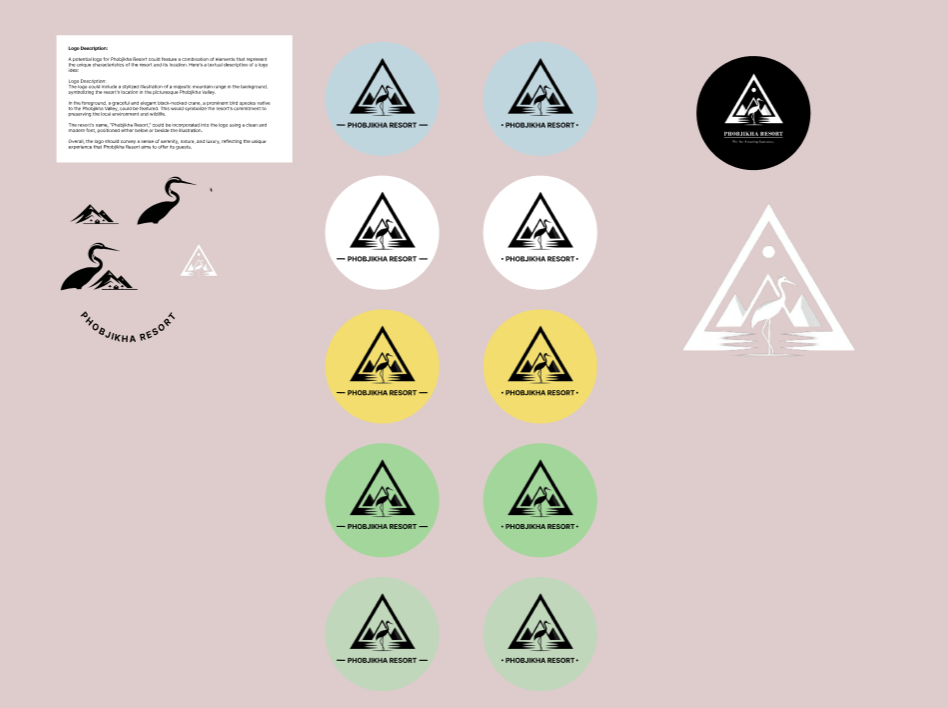 Logo Description:
A potential logo for Phobjikha Resort could feature a combination of elements that represent
the unique characteristics of the resort and its location. Here's a textual description of a logo
idea:
Logo Description:
The logo could include a stylized illustration of a majestic mountain range in the background,
symbolizing the resort's location in the picturesque Phobjikha Valley.
In the foreground, a graceful and elegant black-necked crane, a prominent bird species native
to the Phobjikha Valley, could be featured. This would symbolize the resort's commitment to
preserving the local environment and wildlife.
The resort's name, "Phobjikha Resort," could be incorporated into the logo using a clean and
modern font, positioned either below or beside the illustration.
Overall, the logo should convey a sense of serenity, nature, and luxury, reflecting the unique
experience that Phobjikha Resort aims to offer its guests.
PHOBJIKHA RESORT
PHOBJIKHA RESORT
PHOBJIKHA RESORT
PHOBJIKHA RESORT
PHOBJIKHA RESORT
PHOBJIKHA RESORT
PHOBJIKHA RESORT
PHOBJIKHA RESORT
PHOBJIKHA RESORT
PHOBJIKHA RESORT
PHOBJIKHA RESORT
PHOBJIKHA RESORT